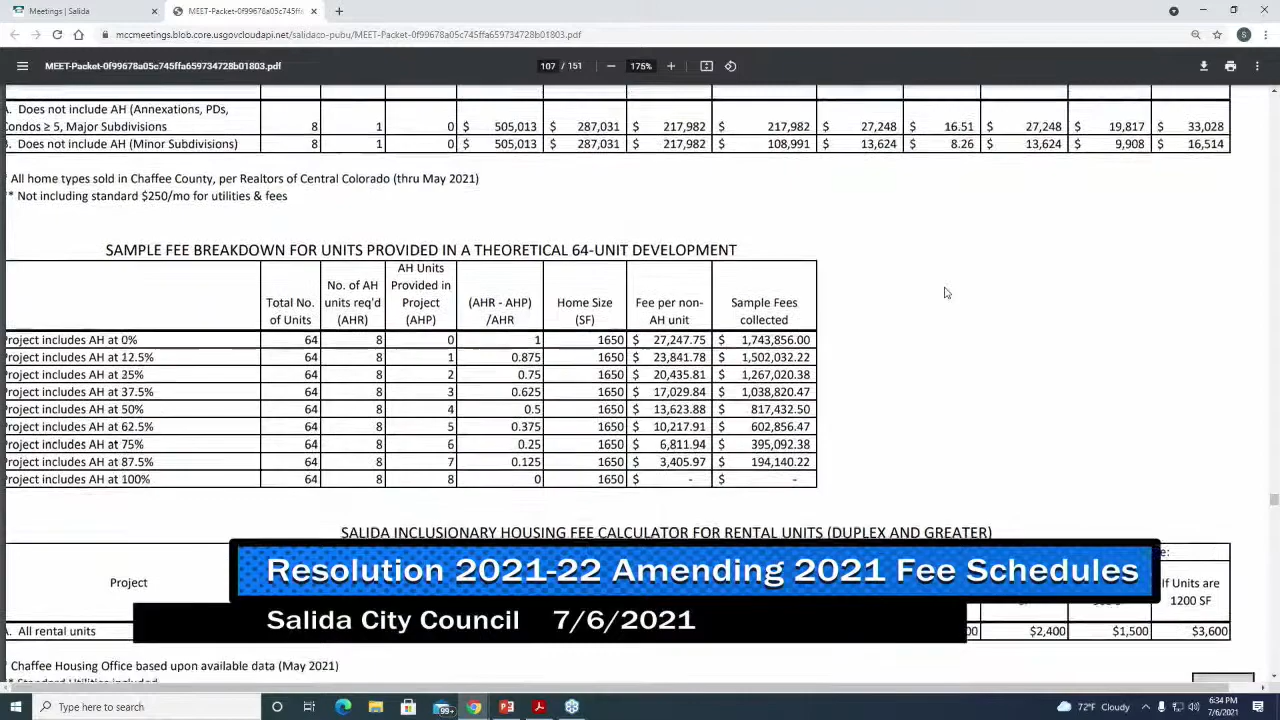 Meetings | Salida
MEET-Packet-0f99678a05c745ffa
mccmeetings.blob.core.usgovcloudapi.net/salidaco-pubu/MEET-Packet-0f99678a05c745ffa659734728b01803.pdf
MEET-Packet-0f99678a05c745ffa659734728b01803.pdf
107 / 151
175%
A. Does not include AH (Annexations, PDs,
Condos ≥ 5, Major Subdivisions 8 1 0 $ 505,013 $ 287,031 $ 217,982 $ 217,982 $ 27,248 $ 16.51 $ 27,248 $ 19,817 $ 33,028
B. Does not include AH (Minor Subdivisions) 8 1 0 $ 505,013 $ 287,031 $ 217,982 $ 108,991 $ 13,624 $ 8.26 $ 13,624 $ 9,908 $ 16,514
* All home types sold in Chaffee County, per Realtors of Central Colorado (thru May 2021)
** Not including standard $250/mo for utilities & fees
SAMPLE FEE BREAKDOWN FOR UNITS PROVIDED IN A THEORETICAL 64-UNIT DEVELOPMENT
Total No. of Units
No. of AH units req'd (AHR)
AH Units Provided in Project (AHP)
(AHR - AHP) /AHR
Home Size (SF)
Fee per non-AH unit
Sample Fees collected
Project includes AH at 0% 64 8 0 1 1650 $ 27,247.75 $ 1,743,856.00
Project includes AH at 12.5% 64 8 1 0.875 1650 $ 23,841.78 $ 1,502,032.22
Project includes AH at 25% 64 8 2 0.75 1650 $ 20,435.81 $ 1,267,020.38
Project includes AH at 37.5% 64 8 3 0.625 1650 $ 17,029.84 $ 1,038,820.47
Project includes AH at 50% 64 8 4 0.5 1650 $ 13,623.88 $ 817,432.50
Project includes AH at 62.5% 64 8 5 0.375 1650 $ 10,217.91 $ 602,856.47
Project includes AH at 75% 64 8 6 0.25 1650 $ 6,811.94 $ 395,092.38
Project includes AH at 87.5% 64 8 7 0.125 1650 $ 3,405.97 $ 194,140.22
Project includes AH at 100% 64 8 8 0 1650 $ - $ -
SALIDA INCLUSIONARY HOUSING FEE CALCULATOR FOR RENTAL UNITS (DUPLEX AND GREATER)
Project
If Units are
1200 SF
Resolution 2021-22 Amending 2021 Fee Schedules
Salida City Council 7/6/2021
A. All rental units $2,400 $1,500 $3,600
* Chaffee Housing Office based upon available data (May 2021)
Type here to search
99+
72°F Cloudy
6:34 PM
7/6/2021